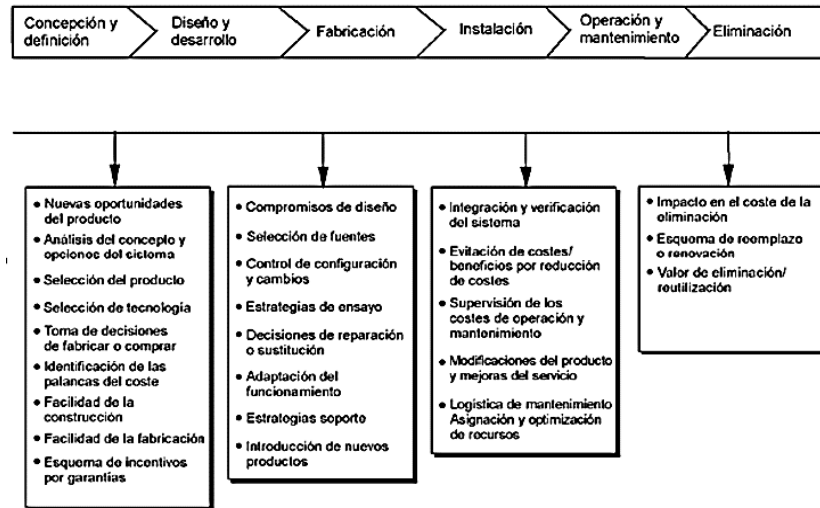 Concepción y
definición
Diseño y
desarrollo
Fabricación
Instalación
Operación y
mantenimiento
Eliminación
• Nuevas oportunidades
del producto
• Análisis del concepto y
opciones del sistema
• Selección del producto
• Selección de tecnología
• Toma de decisiones
de fabricar o comprar
• Identificación de las
palancas del coste
• Facilidad de la
construcción
• Facilidad de la fabricación
• Esquema de incentivos
por garantías
• Compromisos de diseño
• Selección de fuentes
• Control de configuración
y cambios
• Estrategias de ensayo
• Decisiones de reparación
o sustitución
• Adaptación del
funcionamiento
• Estrategias soporte
• Introducción de nuevos
productos
• Integración y verificación
del sistema
• Evitación de costes/
beneficios por reducción
de costes
• Supervisión de los
costes de operación y
mantenimiento
• Modificaciones del producto
y mejoras del servicio
• Logística de mantenimiento
Asignación y optimización
de recursos
• Impacto en el coste de la
eliminación
• Esquema de reemplazo
o renovación
• Valor de eliminación/
reutilización